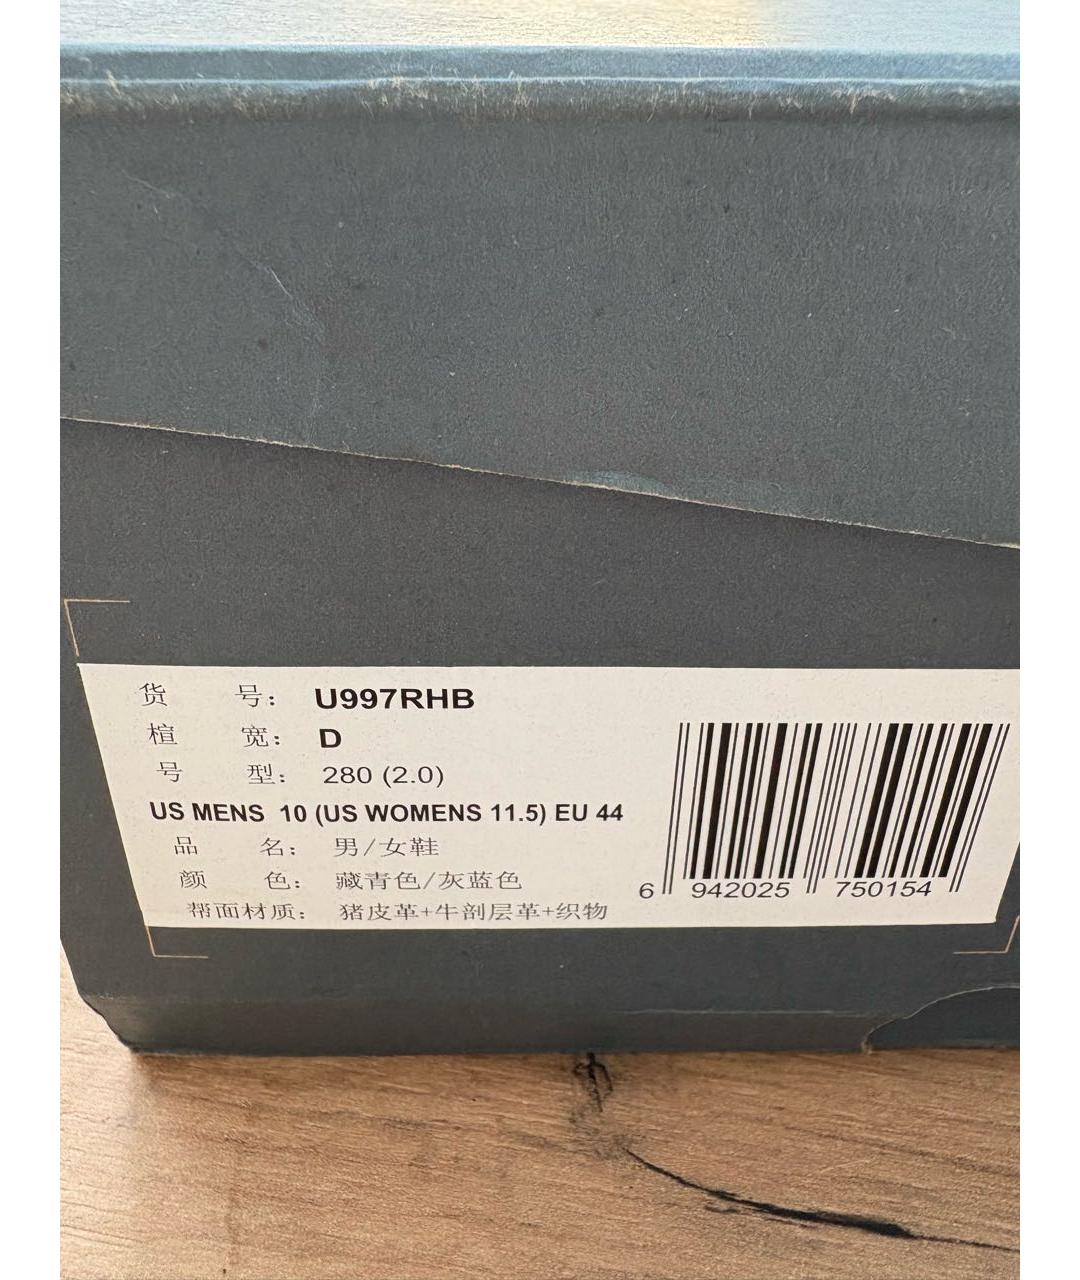 货 号: U997RHB
楦 宽: D
号 型: 280 (2.0)
US MENS 10 (US WOMENS 11.5) EU 44
品 名: 男/女鞋
颜 色: 藏青色/灰蓝色
帮面材质: 猪皮革+牛剖层革+织物
6 942025 750154